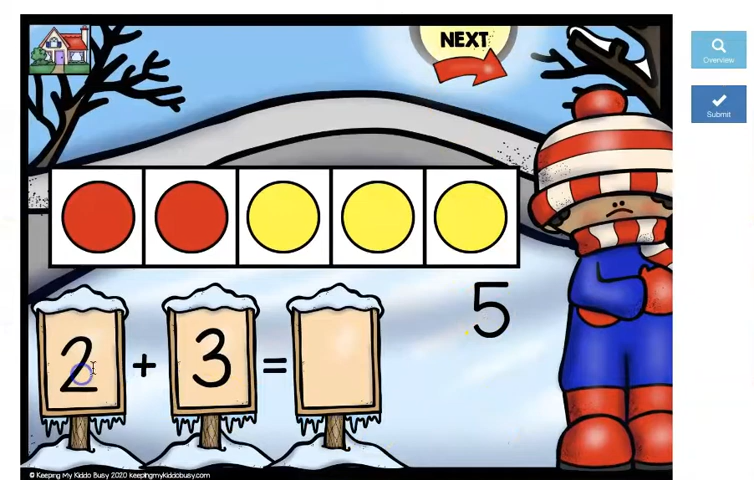 NEXT
Overview
Submit
5
2 + 3 =
© Keeping My Kiddo Busy 2020 keepingmykiddobusy.com